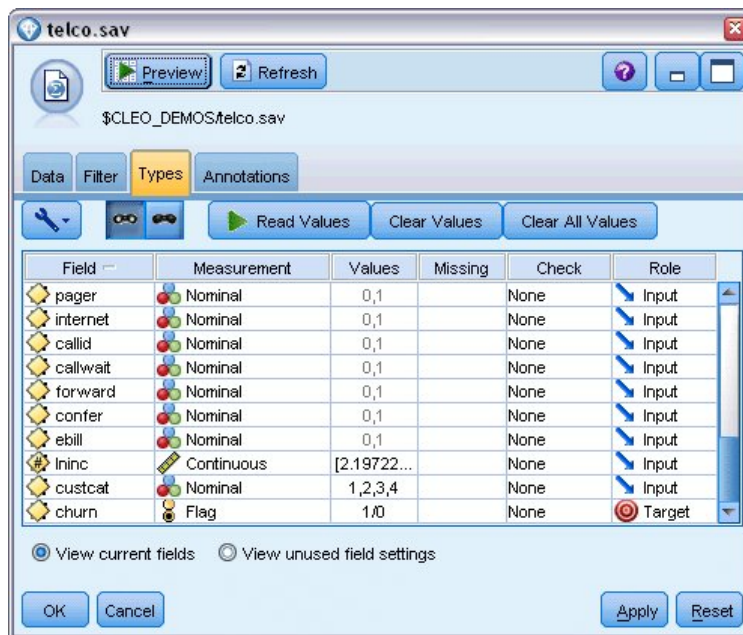 telco.sav
Preview Refresh
$CLEO_DEMOS/telco.sav
Data Filter Types Annotations
Read Values Clear Values Clear All Values
Field Measurement Values Missing Check Role
pager Nominal 0,1 None Input
internet Nominal 0,1 None Input
callid Nominal 0,1 None Input
callwait Nominal 0,1 None Input
forward Nominal 0,1 None Input
confer Nominal 0,1 None Input
ebill Nominal 0,1 None Input
lninc Continuous [2.19722... None Input
custcat Nominal 1,2,3,4 None Input
churn Flag 1/0 None Target
View current fields View unused field settings
OK Cancel Apply Reset